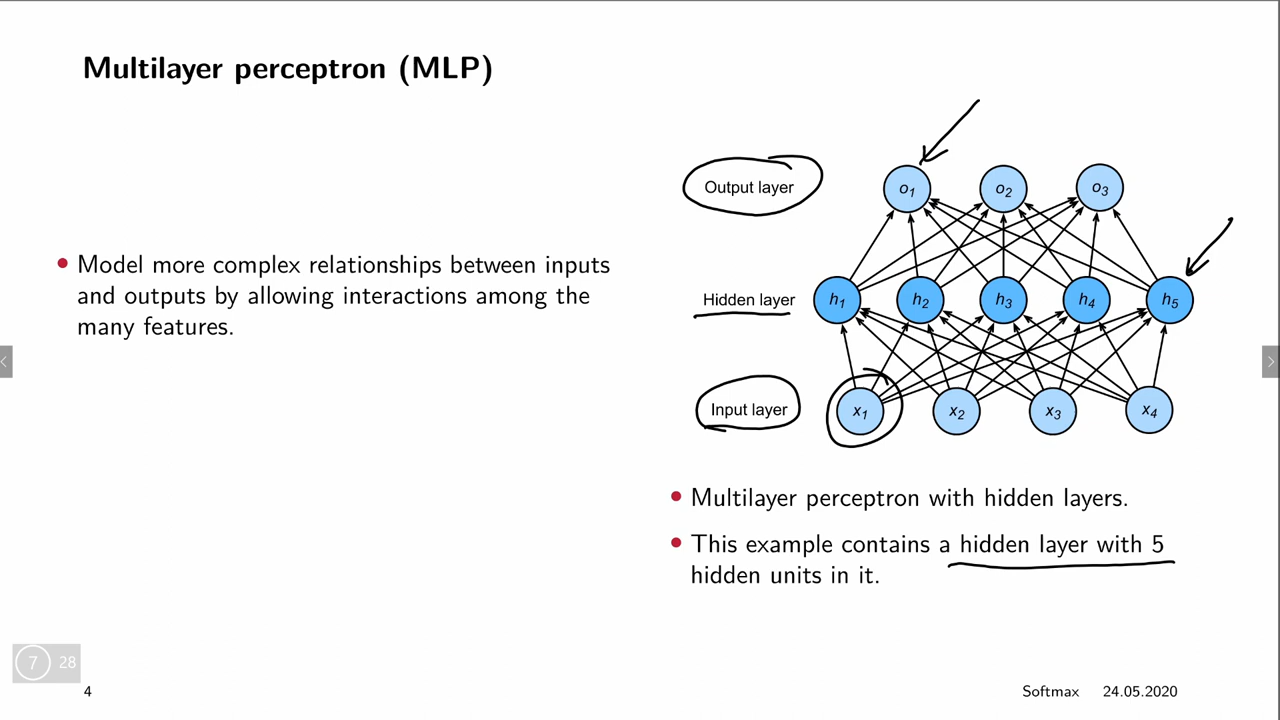 Multilayer perceptron (MLP)
• Model more complex relationships between inputs
and outputs by allowing interactions among the
many features.
Output layer
o1 o2 o3
Hidden layer
h1 h2 h3 h4 h5
Input layer
x1 x2 x3 x4
• Multilayer perceptron with hidden layers.
• This example contains a hidden layer with 5
hidden units in it.
7 28
4
Softmax 24.05.2020